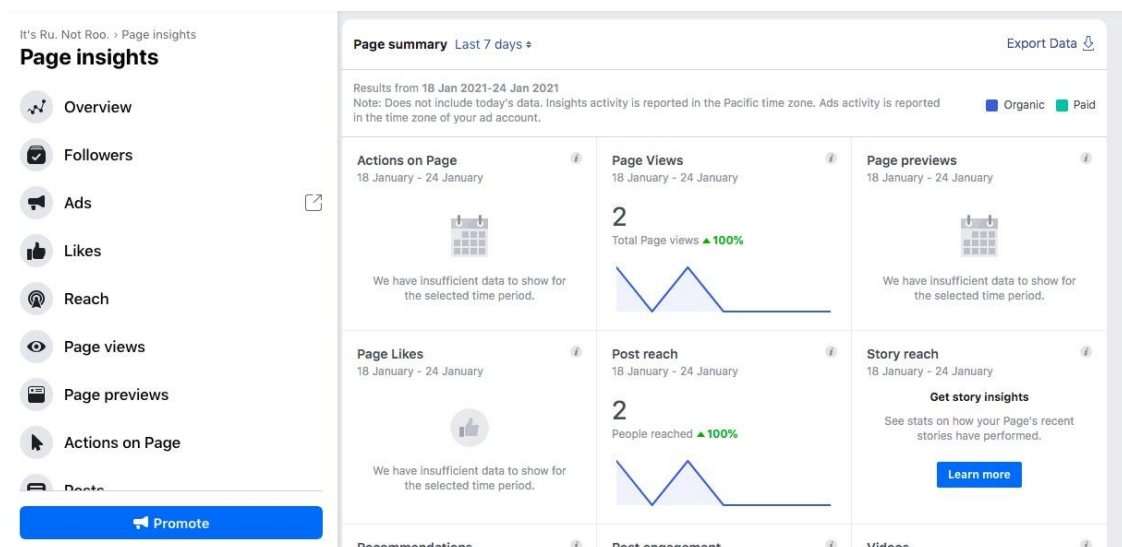 It's Ru. Not Roo. › Page insights
Page insights
Overview
Followers
Ads
Likes
Reach
Page views
Page previews
Actions on Page
Posts
Promote
Page summary Last 7 days
Export Data
Results from 18 Jan 2021-24 Jan 2021
Note: Does not include today's data. Insights activity is reported in the Pacific time zone. Ads activity is reported
in the time zone of your ad account.
Organic Paid
Actions on Page
18 January - 24 January
We have insufficient data to show for
the selected time period.
Page Views
18 January - 24 January
2
Total Page views ▲100%
Page previews
18 January - 24 January
We have insufficient data to show for
the selected time period.
Page Likes
18 January - 24 January
We have insufficient data to show for
the selected time period.
Post reach
18 January - 24 January
2
People reached ▲100%
Story reach
18 January - 24 January
Get story insights
See stats on how your Page's recent
stories have performed.
Learn more
Recommendations
Post engagement
Videos